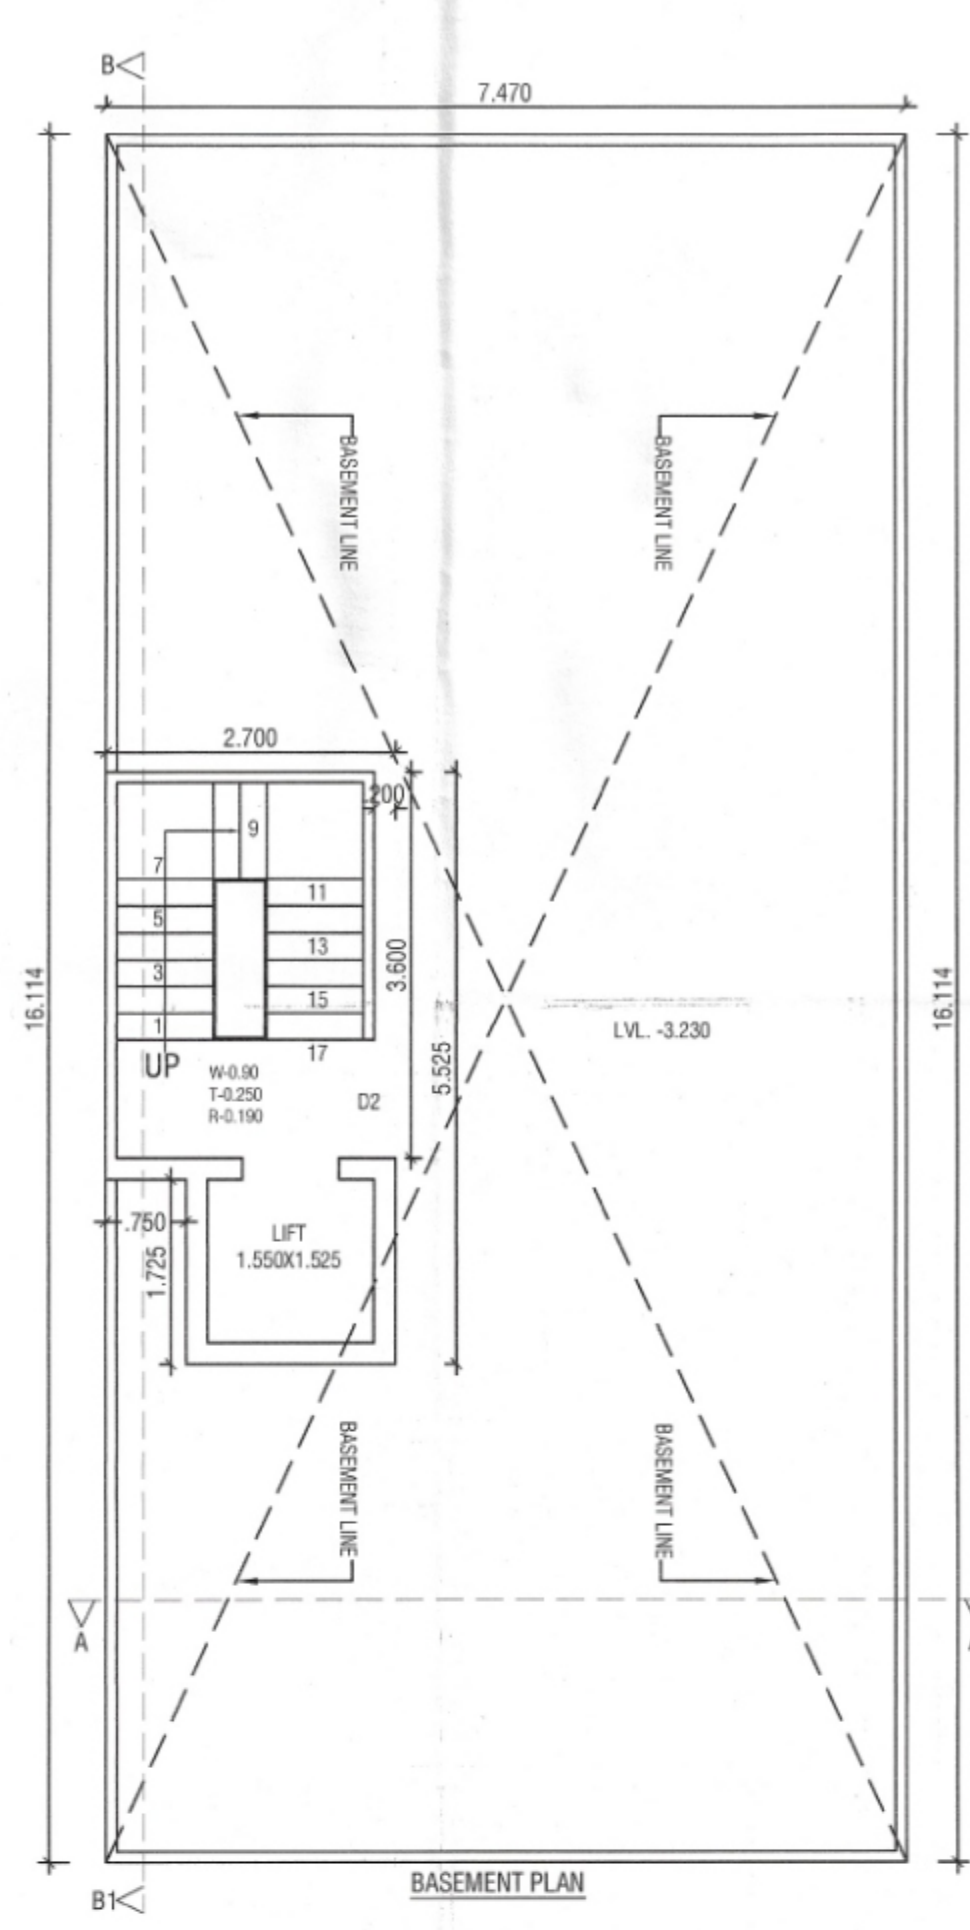 B
7.470
BASEMENT LINE
BASEMENT LINE
2.700
.200
9
7
11
5
13
3
15
1
17
UP
W-0.90
T-0.250
R-0.190
D2
3.600
5.525
16.114
16.114
LVL. -3.230
.750
1.725
LIFT
1.550X1.525
BASEMENT LINE
BASEMENT LINE
A
BASEMENT PLAN
B1